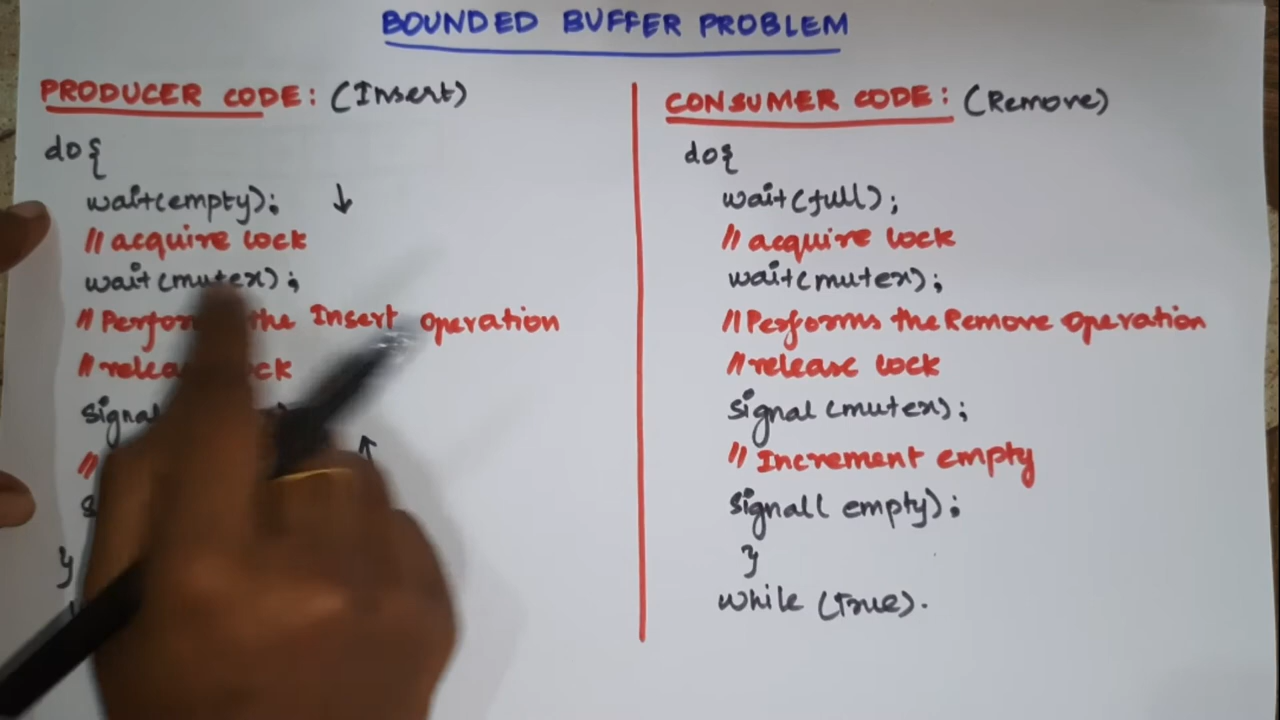 BOUNDED BUFFER PROBLEM
PRODUCER CODE: (Insert)
do{
wait(empty); ↓
// acquire lock
wait(mutex);
// the Insert operation
//
↑
//
}
CONSUMER CODE: (Remove)
do{
wait(full);
// acquire lock
wait(mutex);
//Performs the Remove operation
//release lock
signal(mutex);
// Increment empty
signall( empty);
}
while (True).